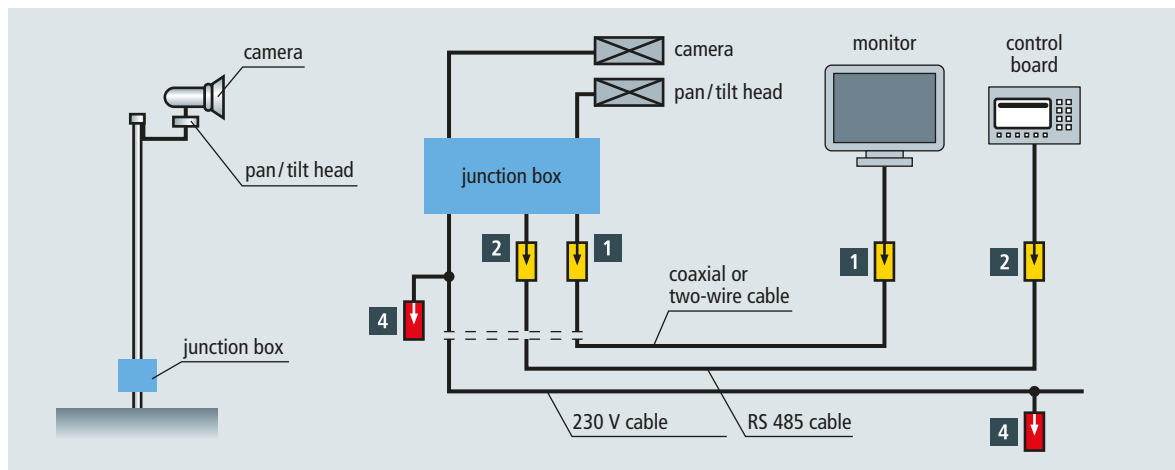 camera
pan/tilt head
junction box
camera
pan/tilt head
monitor
control
board
junction box
2
1
1
2
4
coaxial or
two-wire cable
230 V cable
RS 485 cable
4